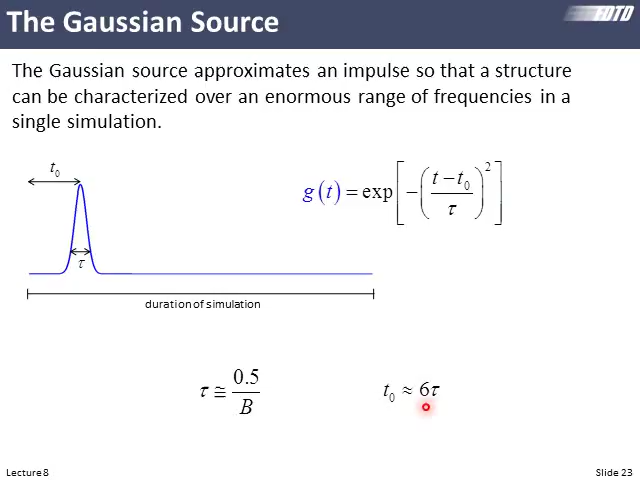 The Gaussian Source
FDTD
The Gaussian source approximates an impulse so that a structure
can be characterized over an enormous range of frequencies in a
single simulation.
t₀
g(t) = exp[−((t − t₀)/τ)²]
τ
duration of simulation
τ ≅ 0.5/B
t₀ ≈ 6τ
Lecture 8
Slide 23